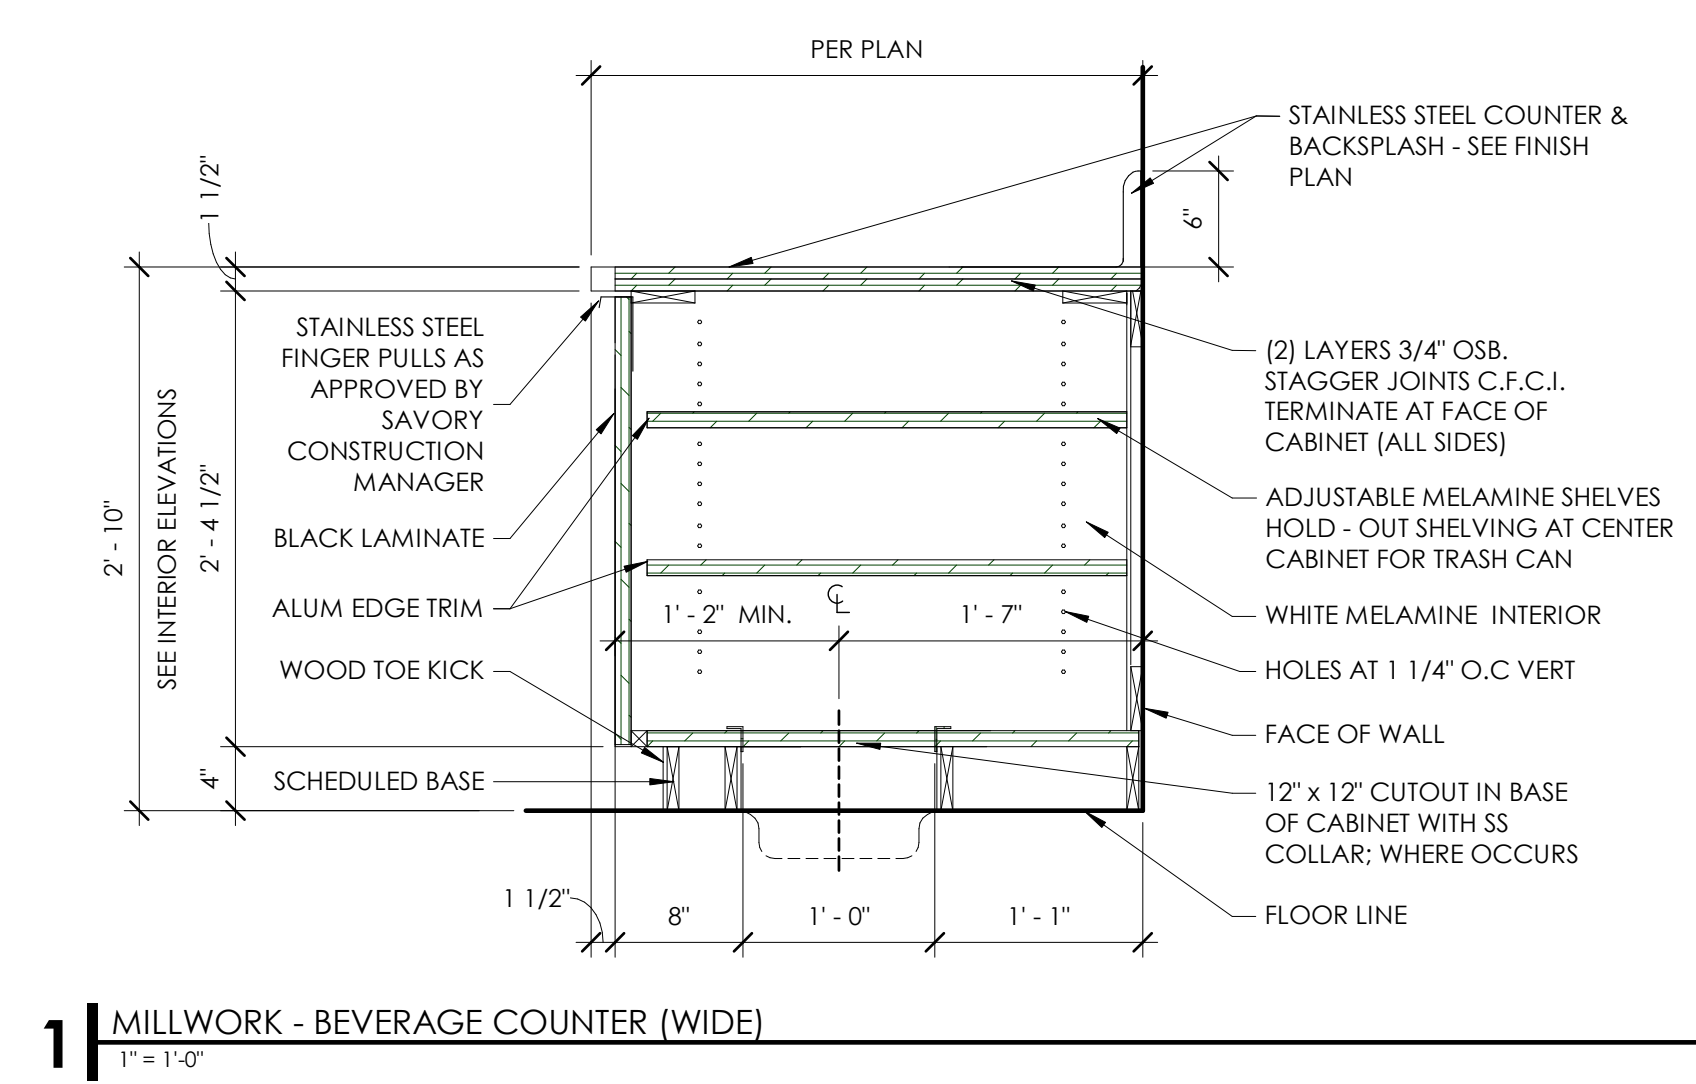 PER PLAN
STAINLESS STEEL COUNTER &
BACKSPLASH - SEE FINISH
PLAN
1 1/2"
6"
STAINLESS STEEL
FINGER PULLS AS
APPROVED BY
SAVORY
CONSTRUCTION
MANAGER
(2) LAYERS 3/4" OSB.
STAGGER JOINTS C.F.C.I.
TERMINATE AT FACE OF
CABINET (ALL SIDES)
2' - 10"
SEE INTERIOR ELEVATIONS
2' - 4 1/2"
ADJUSTABLE MELAMINE SHELVES
HOLD - OUT SHELVING AT CENTER
CABINET FOR TRASH CAN
BLACK LAMINATE
ALUM EDGE TRIM
1' - 2" MIN.
CL
1' - 7"
WHITE MELAMINE INTERIOR
WOOD TOE KICK
HOLES AT 1 1/4" O.C VERT
FACE OF WALL
4"
SCHEDULED BASE
12" x 12" CUTOUT IN BASE
OF CABINET WITH SS
COLLAR; WHERE OCCURS
1 1/2"
8"
1' - 0"
1' - 1"
FLOOR LINE
1
MILLWORK - BEVERAGE COUNTER (WIDE)
1" = 1'-0"